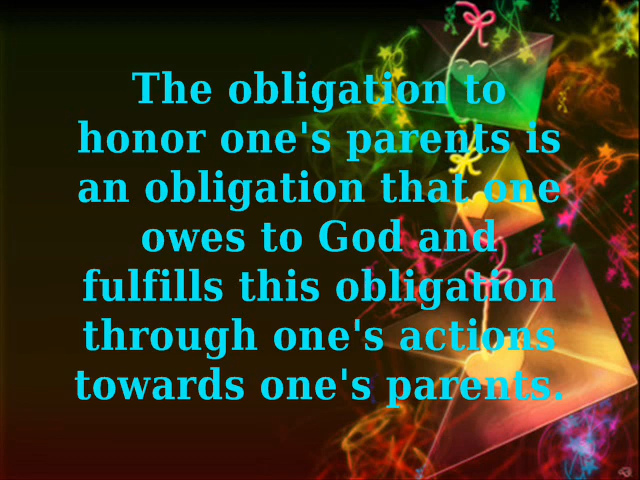 The obligation to
honor one's parents is
an obligation that one
owes to God and
fulfills this obligation
through one's actions
towards one's parents.